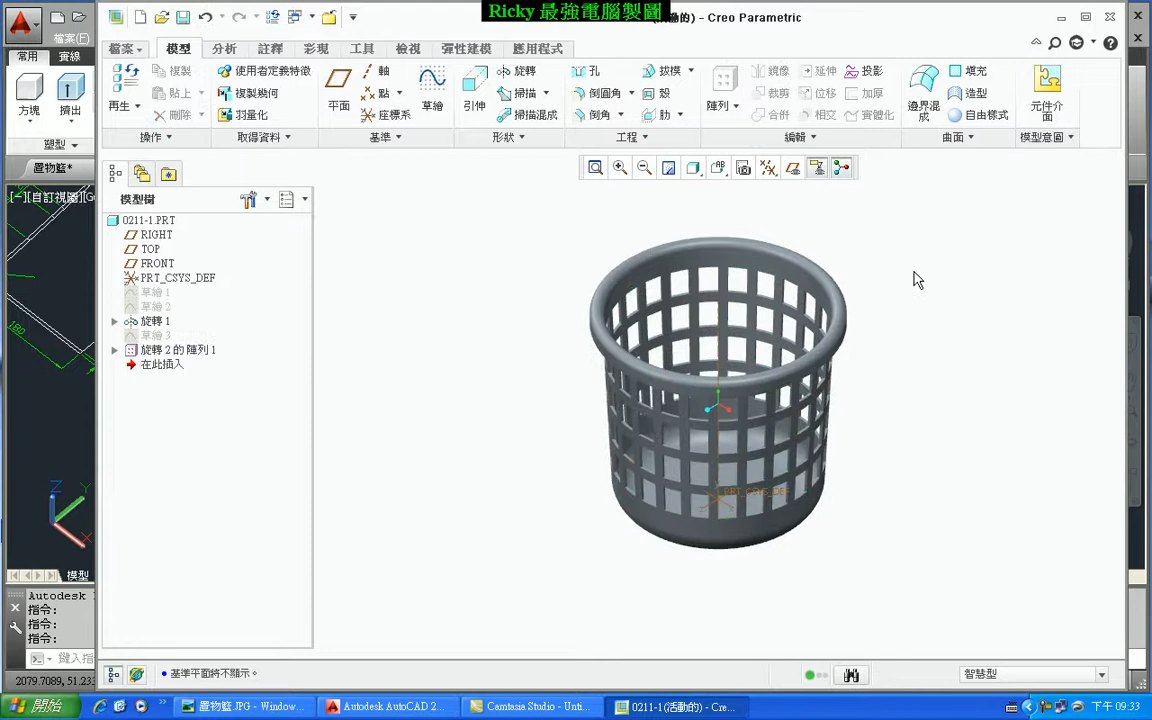 Ricky 最強電腦製圖
的) - Creo Parametric
檔案(F)
檔案 模型 分析 註釋 彩現 工具 檢視 彈性建模 應用程式
常用 實線
方塊 擠出
塑型
置物籃*
再生 複製 貼上 刪除
使用者定義特徵
複製幾何
羽量化
平面 軸 點 座標系 草繪
引伸 旋轉 掃描 掃描混成
孔 倒圓角 倒角 拔模 殼 肋
陣列 鏡像 延伸 投影
裁剪 位移 加厚
合併 相交 實體化
邊界混成 填充 造型 自由樣式
元件介面
操作 取得資料 基準 形狀 工程 編輯 曲面 模型意圖
[−][自訂視圖][G
模型樹
0211-1.PRT
RIGHT
TOP
FRONT
PRT_CSYS_DEF
草繪 1
草繪 2
旋轉 1
草繪 3
旋轉 2 的 陣列 1
在此插入
PRT_CSYS_DEF
180
Z
Y
X
模型
Autodesk
指令:
指令:
指令:
鍵入指
2079.7089, 51.233
基準平面將不顯示。
智慧型
開始
置物籃.JPG - Window...
Autodesk AutoCAD 2...
Camtasia Studio - Unti...
0211-1(活動的) - Cre...
下午 09:33